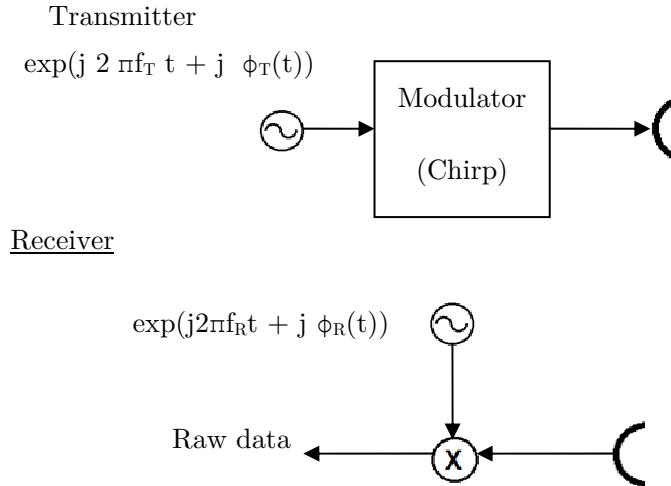 Transmitter
exp(j 2 πf_T t + j ϕ_T(t))
Modulator
(Chirp)
Receiver
exp(j2πf_Rt + j ϕ_R(t))
Raw data
X